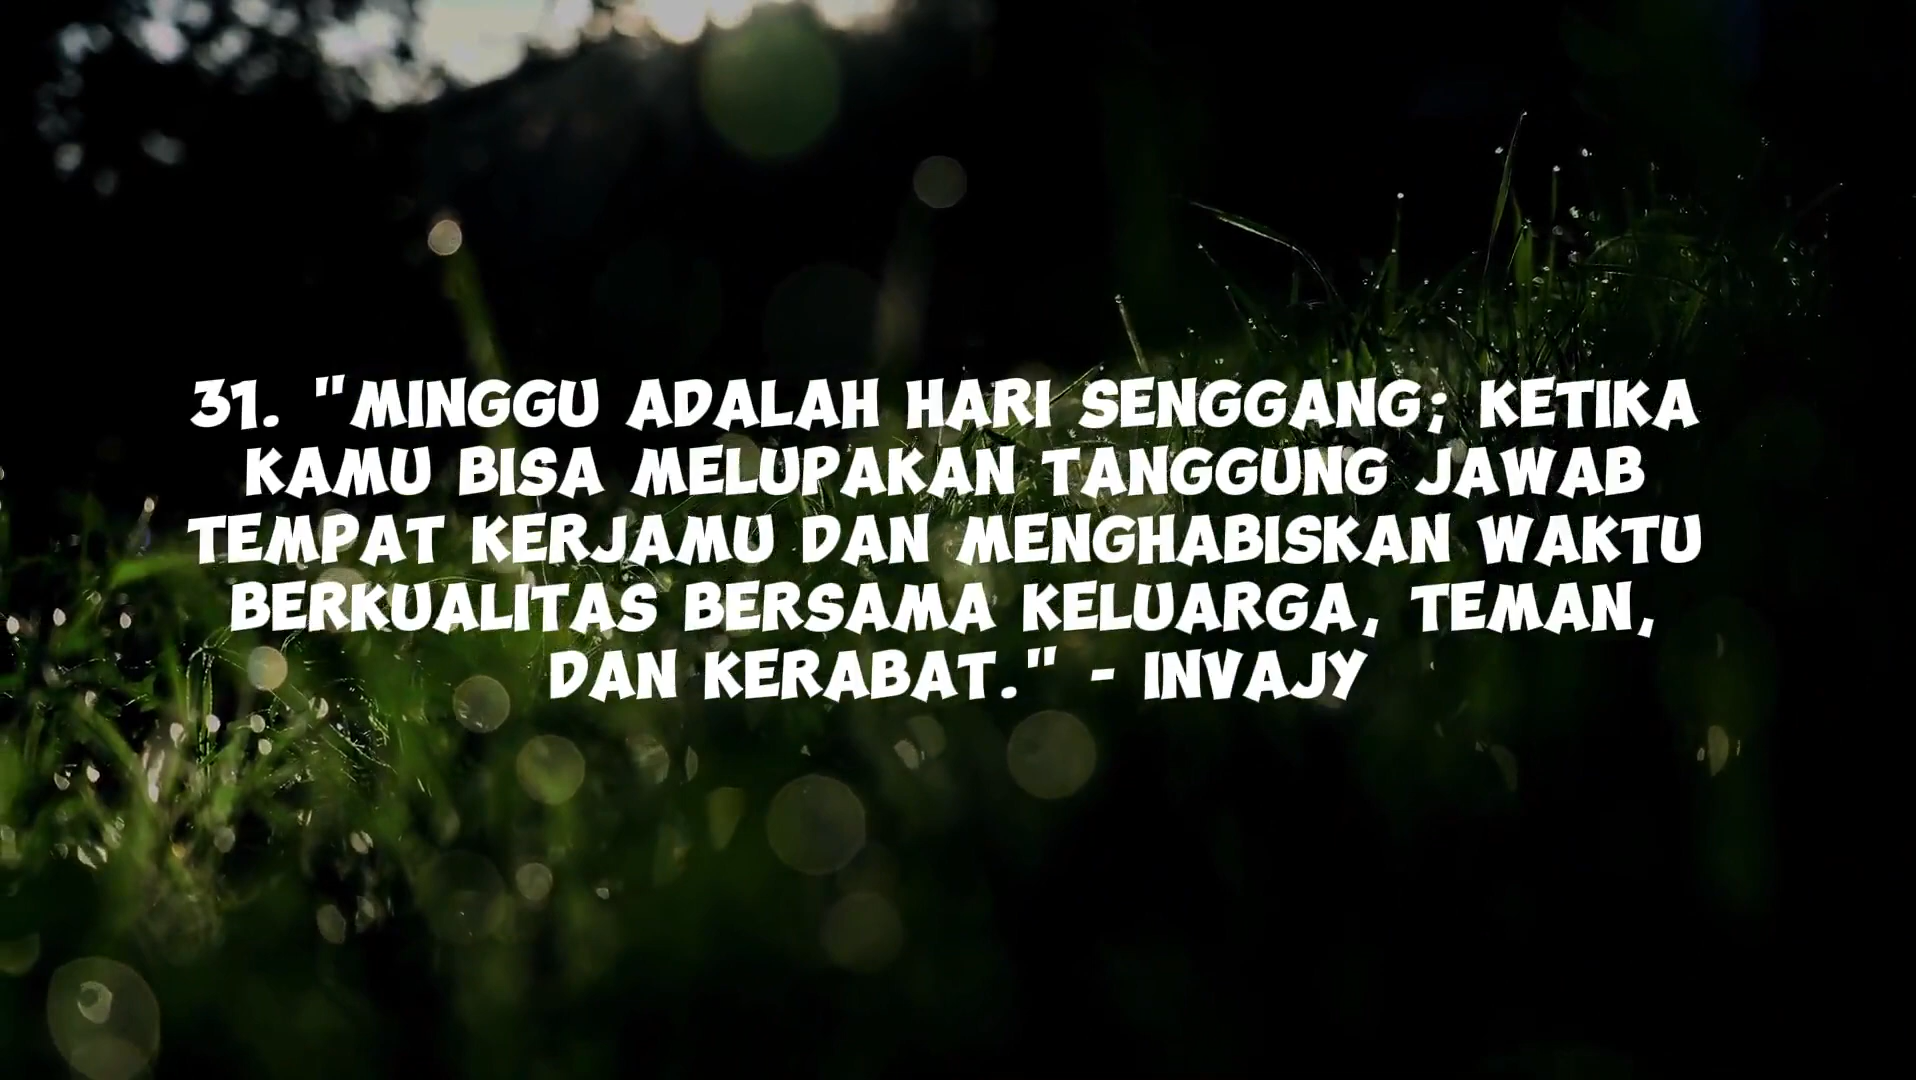 31. "MINGGU ADALAH HARI SENGGANG; KETIKA
KAMU BISA MELUPAKAN TANGGUNG JAWAB
TEMPAT KERJAMU DAN MENGHABISKAN WAKTU
BERKUALITAS BERSAMA KELUARGA, TEMAN,
DAN KERABAT." - INVAJY